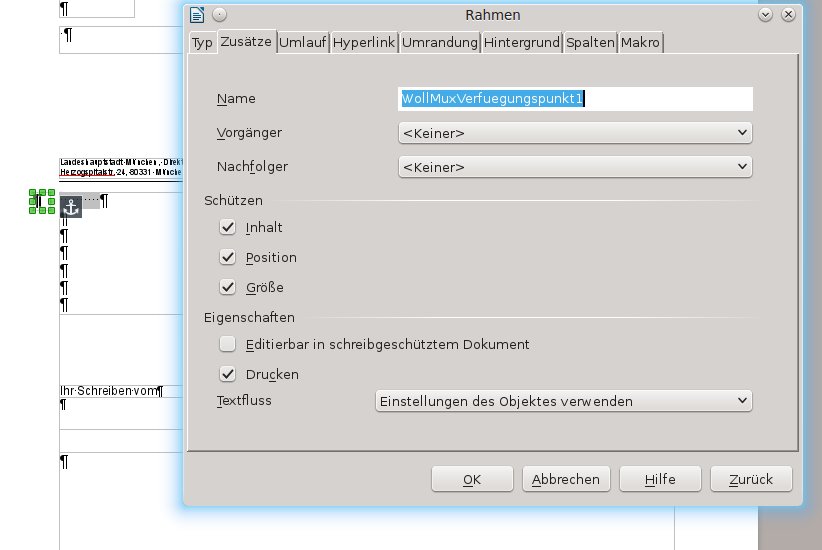 Rahmen
Typ Zusätze Umlauf Hyperlink Umrandung Hintergrund Spalten Makro
Name WollMuxVerfuegungspunkt1
Vorgänger <Keiner>
Nachfolger <Keiner>
Schützen
Inhalt
Position
Größe
Eigenschaften
Editierbar in schreibgeschütztem Dokument
Drucken
Textfluss Einstellungen des Objektes verwenden
OK Abbrechen Hilfe Zurück
¶
·¶
Landeshauptstadt·München,·Direkt
Herzogspitalstr.·24,·80331·Münche
¶ ····¶
¶
¶
¶
¶
¶
¶
Ihr·Schreiben·vom¶
¶
¶